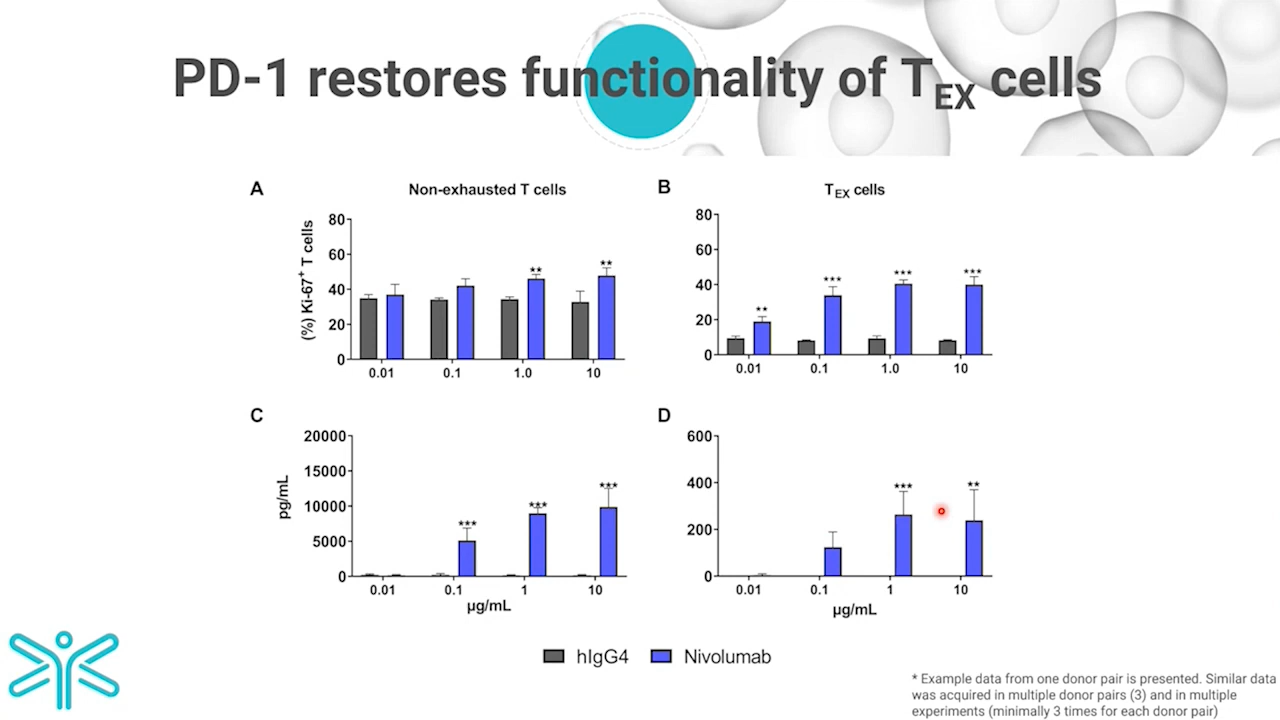 PD-1 restores functionality of TEX cells
A
Non-exhausted T cells
(%) Ki-67+ T cells
80
60
40
20
0
★★
★★
0.01
0.1
1.0
10
B
TEX cells
80
60
40
20
0
★★
★★★
★★★
★★★
0.01
0.1
1.0
10
C
pg/mL
20000
15000
10000
5000
0
★★★
★★★
★★★
0.01
0.1
1
10
µg/mL
D
600
400
200
0
★★★
★★
0.01
0.1
1
10
µg/mL
hIgG4
Nivolumab
* Example data from one donor pair is presented. Similar data
was acquired in multiple donor pairs (3) and in multiple
experiments (minimally 3 times for each donor pair)